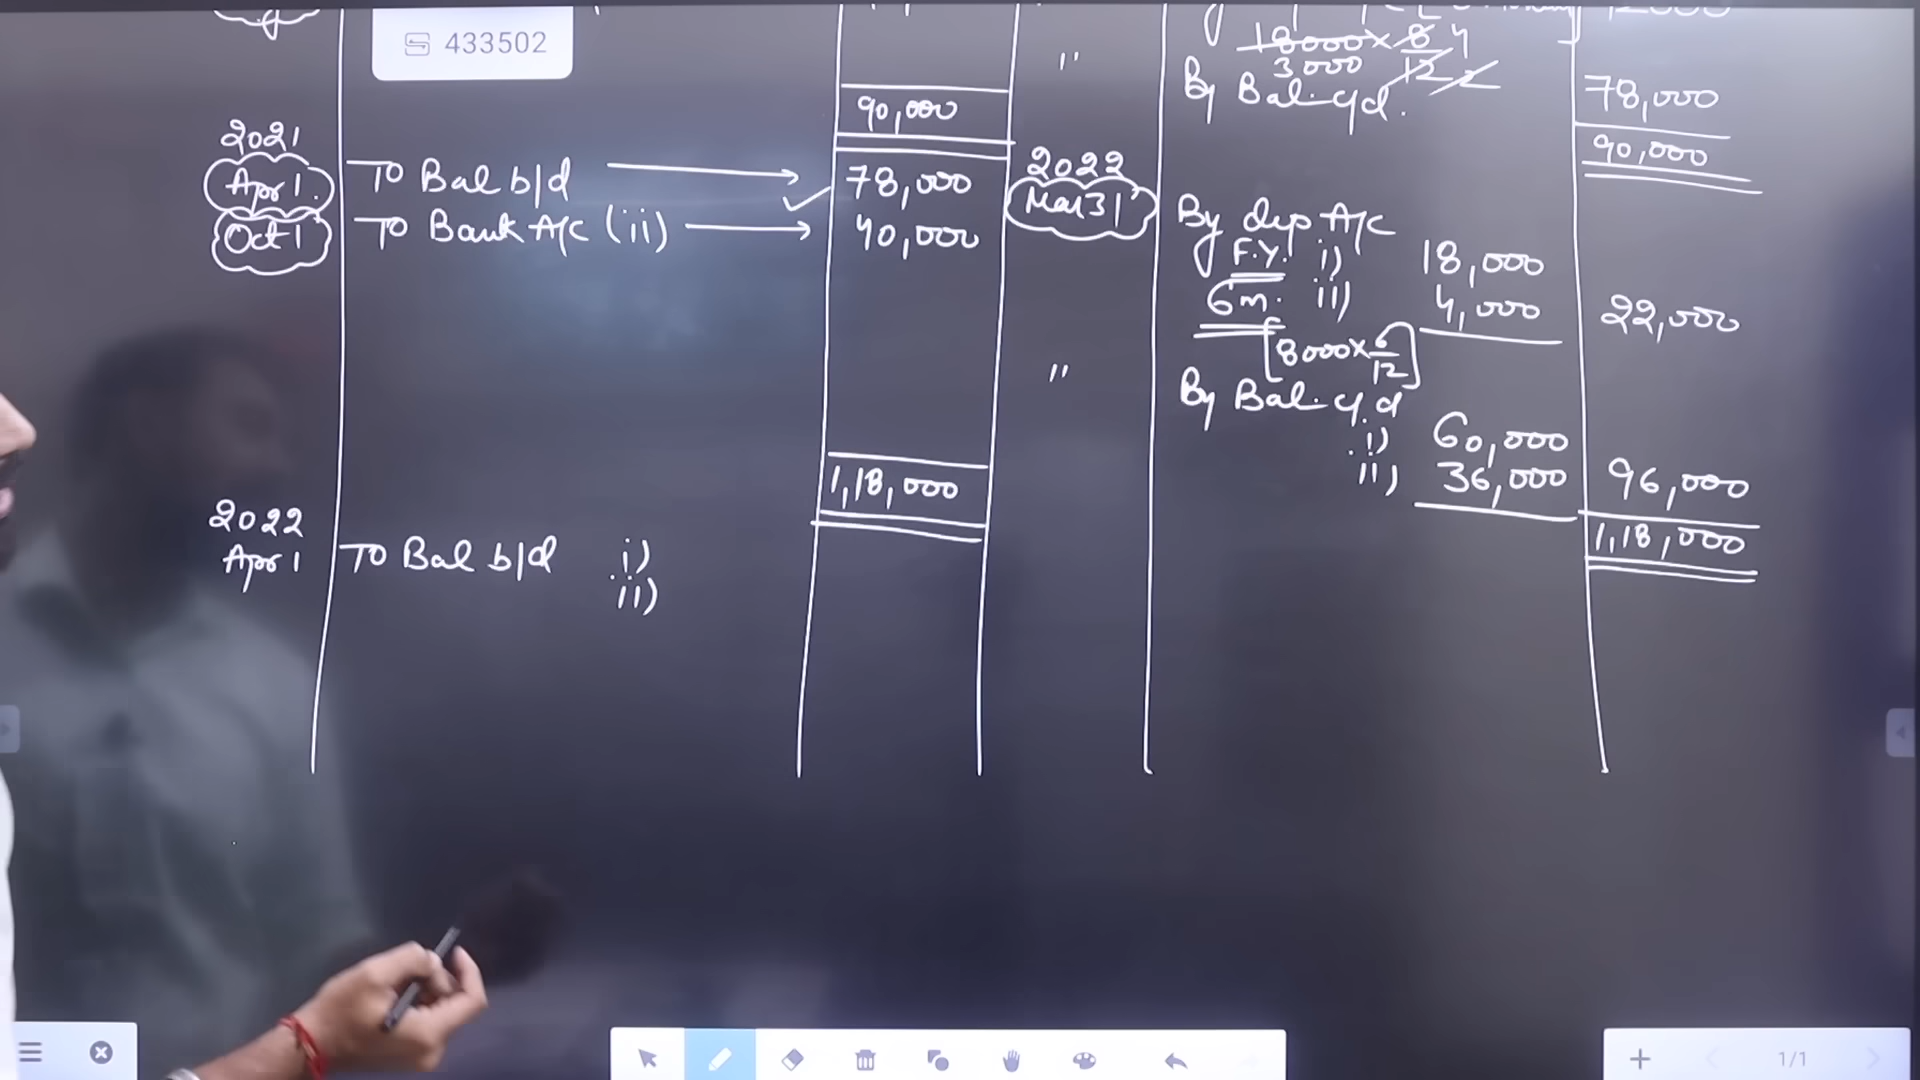 433502
18000 × 8 4
3000 12 2
" By Bal. c/d. 78,000
90,000 90,000
2021
Apr 1. To Bal b/d 78,000
Oct 1 To Bank A/c (ii) 40,000
2022
Mar 31 By dep A/c
F.Y. i) 18,000
6m. ii) 4,000 22,000
[8000×6/12]
" By Bal. c/d
i) 60,000
ii) 36,000 96,000
1,18,000 1,18,000
2022
Apr 1 To Bal b/d i)
ii)
1/1